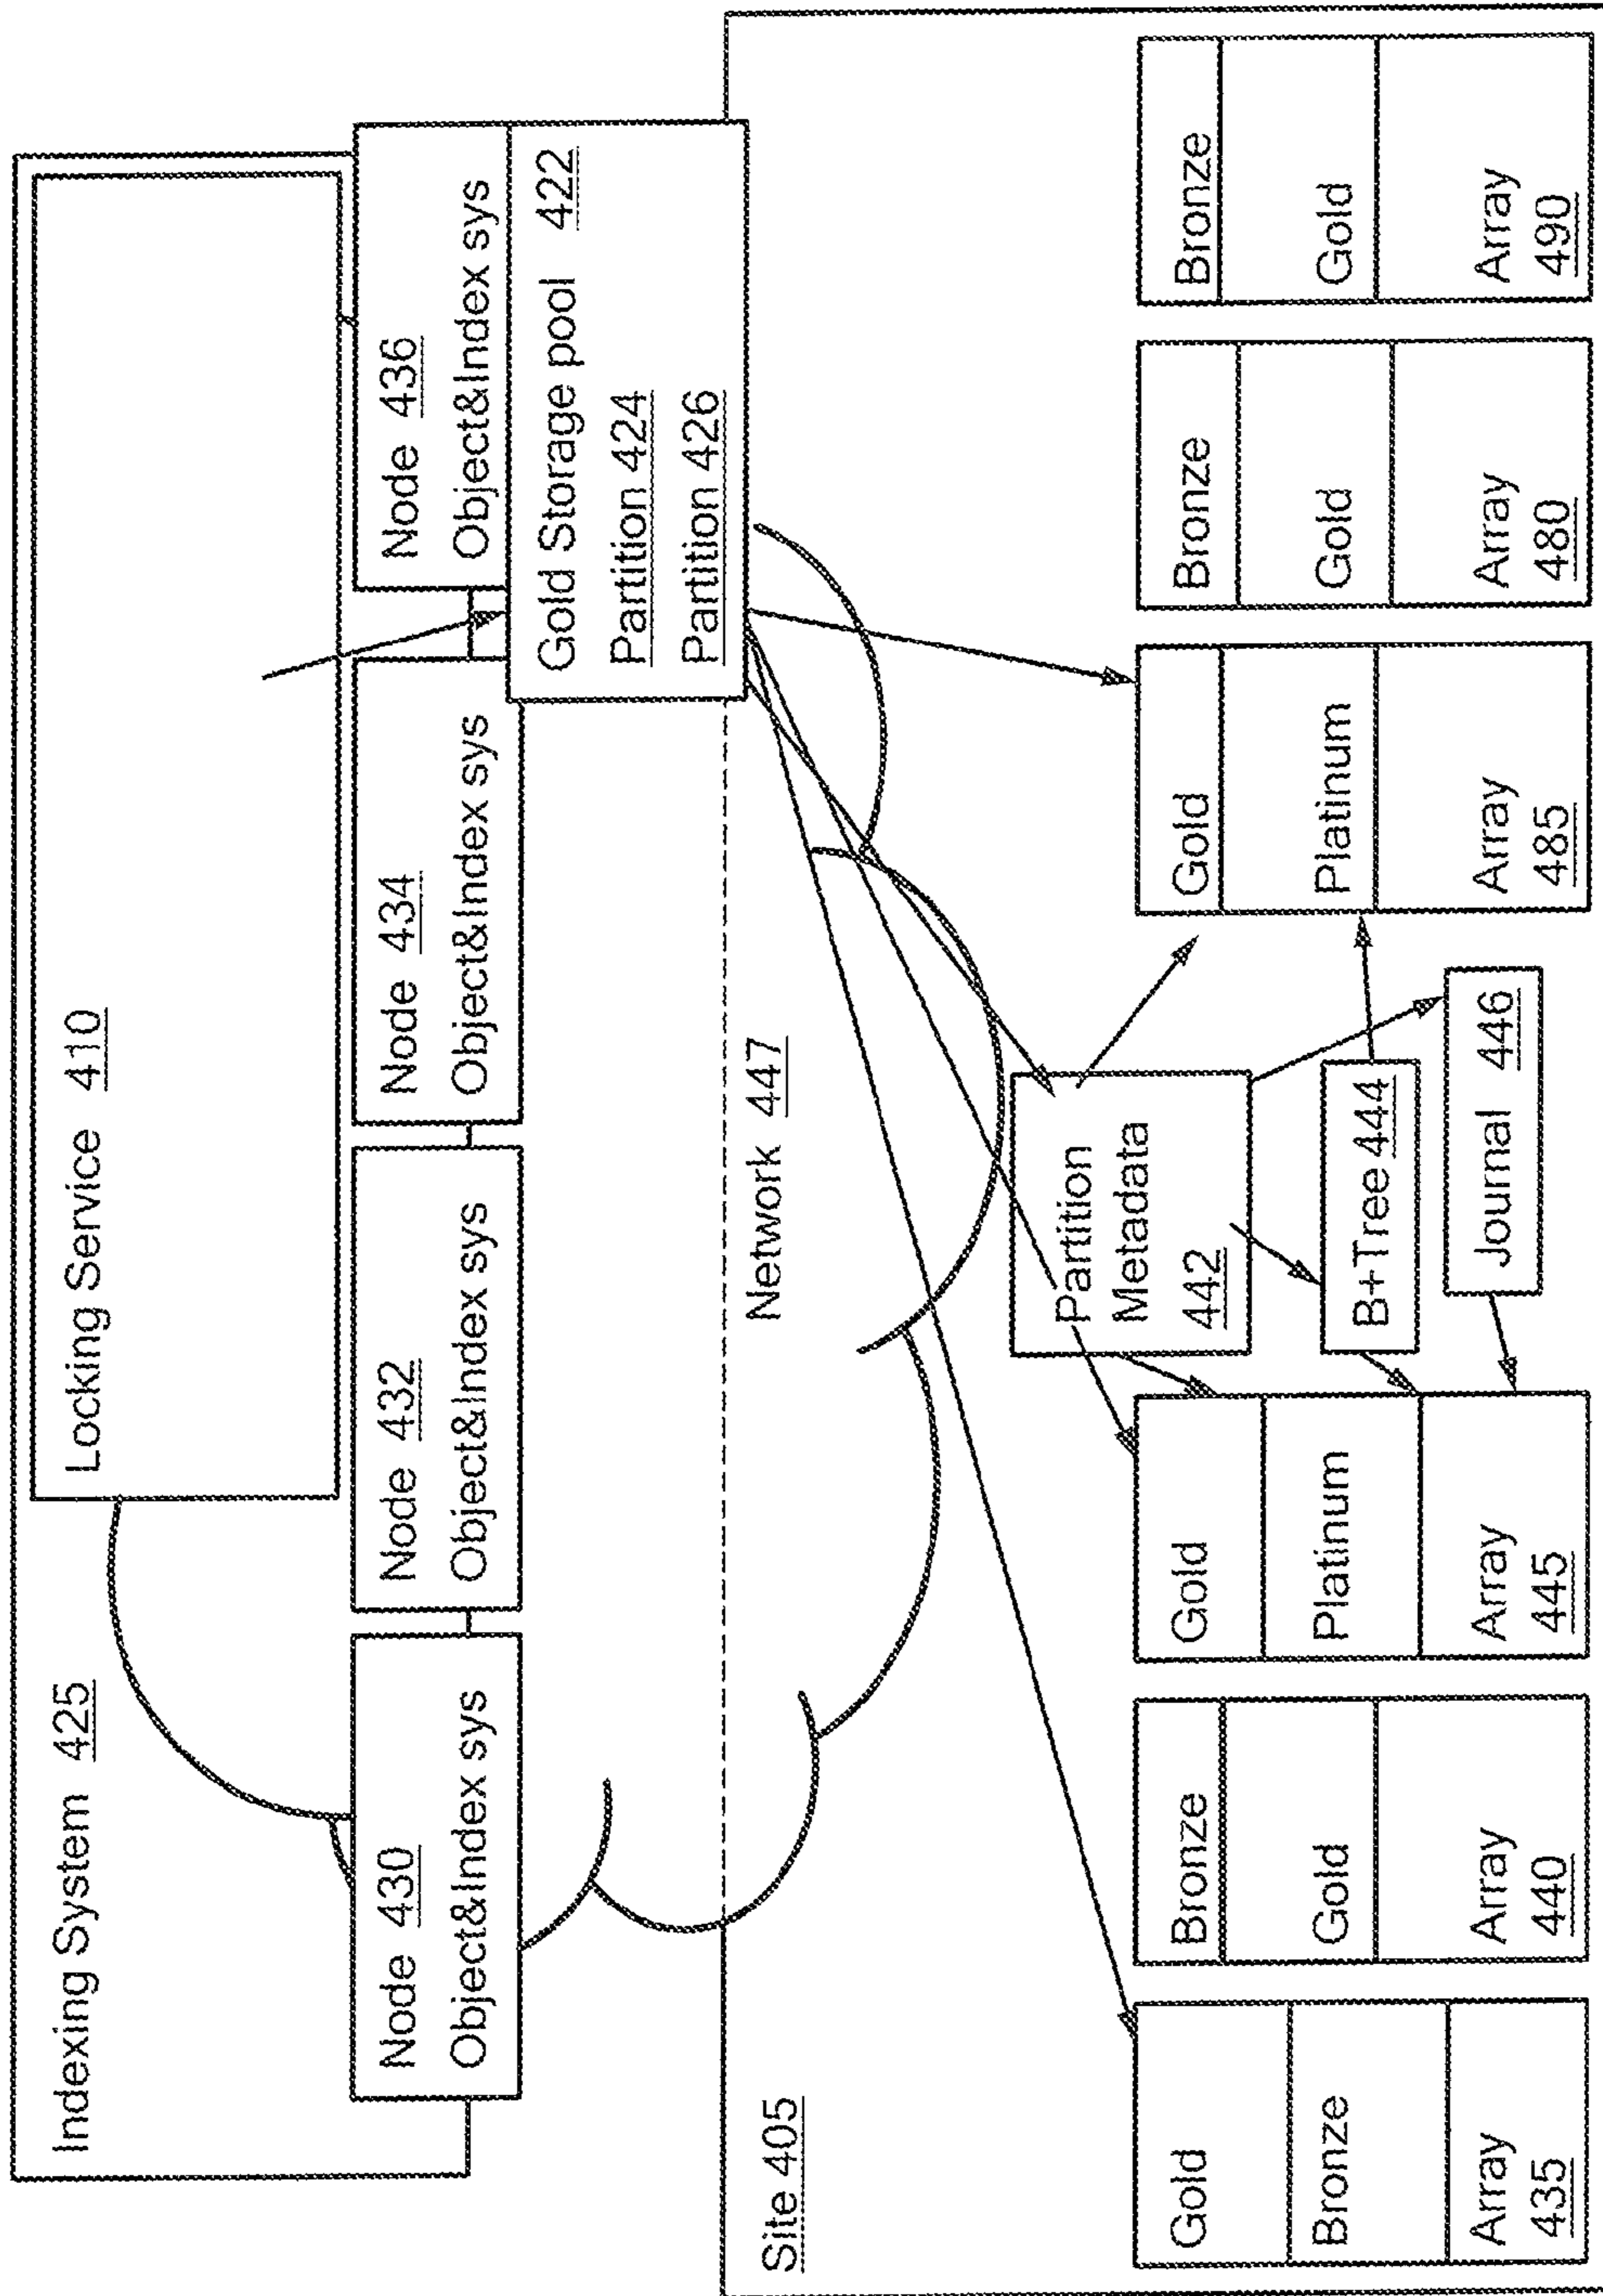 Indexing System 425
Locking Service 410
Node 430
Object&Index sys
Node 432
Object&Index sys
Node 434
Object&Index sys
Node 436
Object&Index sys
Gold Storage pool 422
Partition 424
Partition 426
Site 405
Network 447
Partition
Metadata
442
B+Tree 444
Journal 446
Gold
Bronze
Array
435
Bronze
Gold
Array
440
Gold
Platinum
Array
445
Gold
Platinum
Array
485
Bronze
Gold
Array
480
Bronze
Gold
Array
490